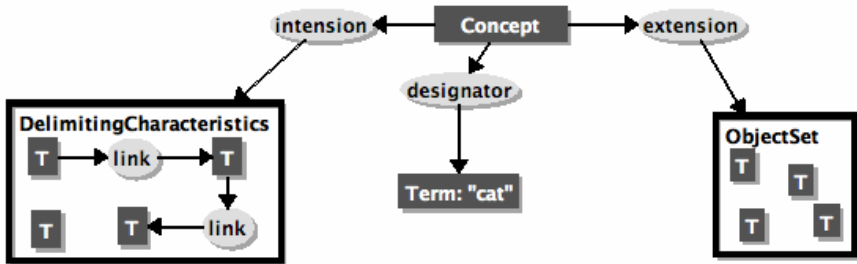 intension
Concept
extension
designator
DelimitingCharacteristics
T
link
T
T
T
link
Term: "cat"
ObjectSet
T
T
T
T